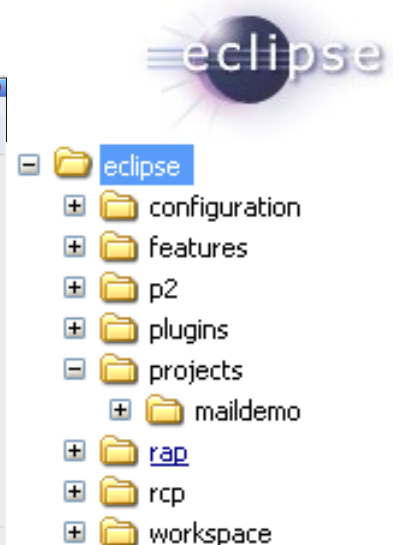 eclipse
eclipse
configuration
features
p2
plugins
projects
maildemo
rap
rcp
workspace